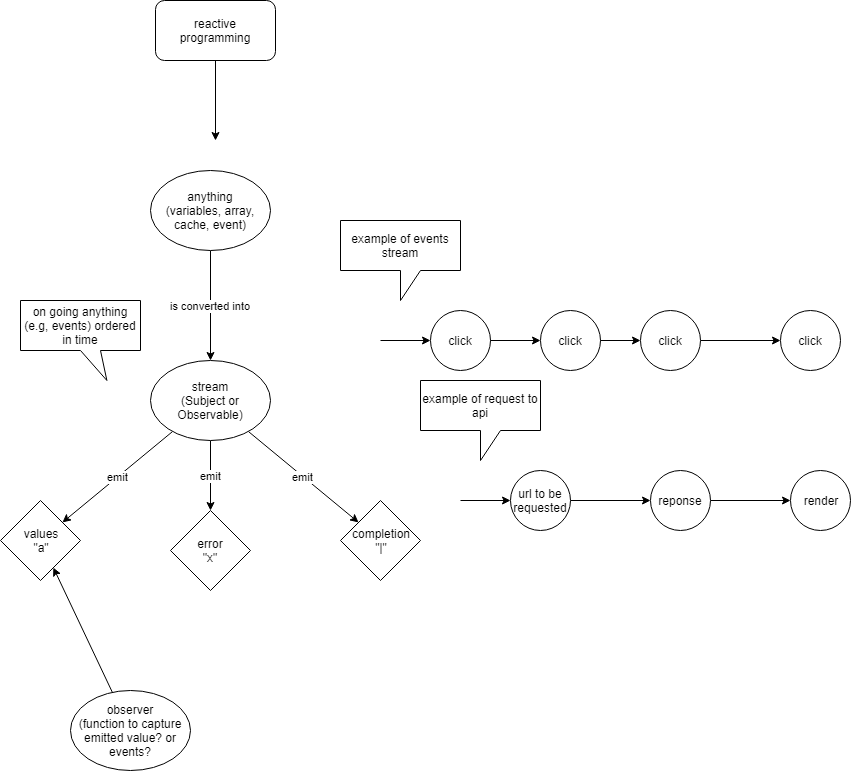 reactive
programming
anything
(variables, array,
cache, event)
is converted into
on going anything
(e.g, events) ordered
in time
stream
(Subject or
Observable)
emit
emit
emit
values
"a"
error
"x"
completion
"|"
observer
(function to capture
emitted value? or
events?
example of events
stream
click
click
click
click
example of request to
api
url to be
requested
reponse
render